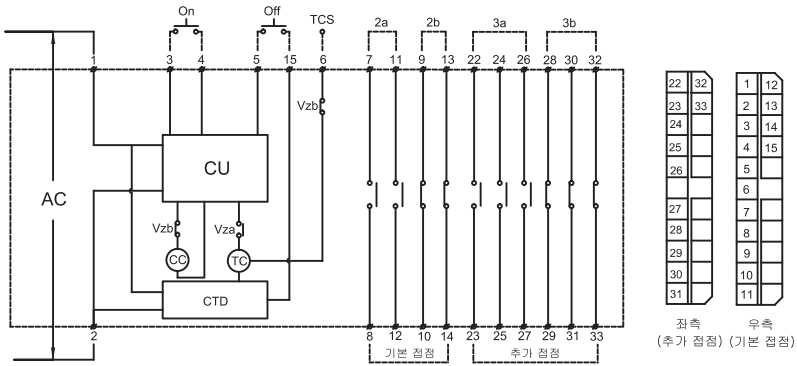 On Off TCS 2a 2b 3a 3b
1 3 4 5 15 6 7 11 9 13 22 24 26 28 30 32
Vzb
CU
AC
Vzb Vza
CC TC
CTD
2 8 12 10 14 23 25 27 29 31 33
기본 접점 추가 접점
22 32
23 33
24
25
26
27
28
29
30
31
좌측
(추가 접점)
1 12
2 13
3 14
4 15
5
6
7
8
9
10
11
우측
(기본 접점)